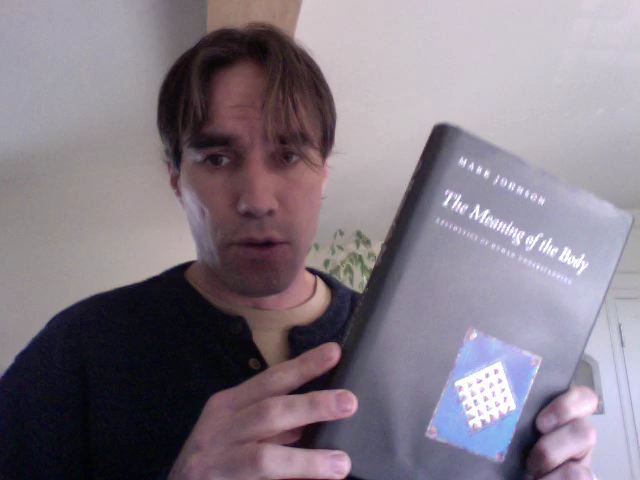 MARK JOHNSON
The Meaning of the Body
AESTHETICS OF HUMAN UNDERSTANDING